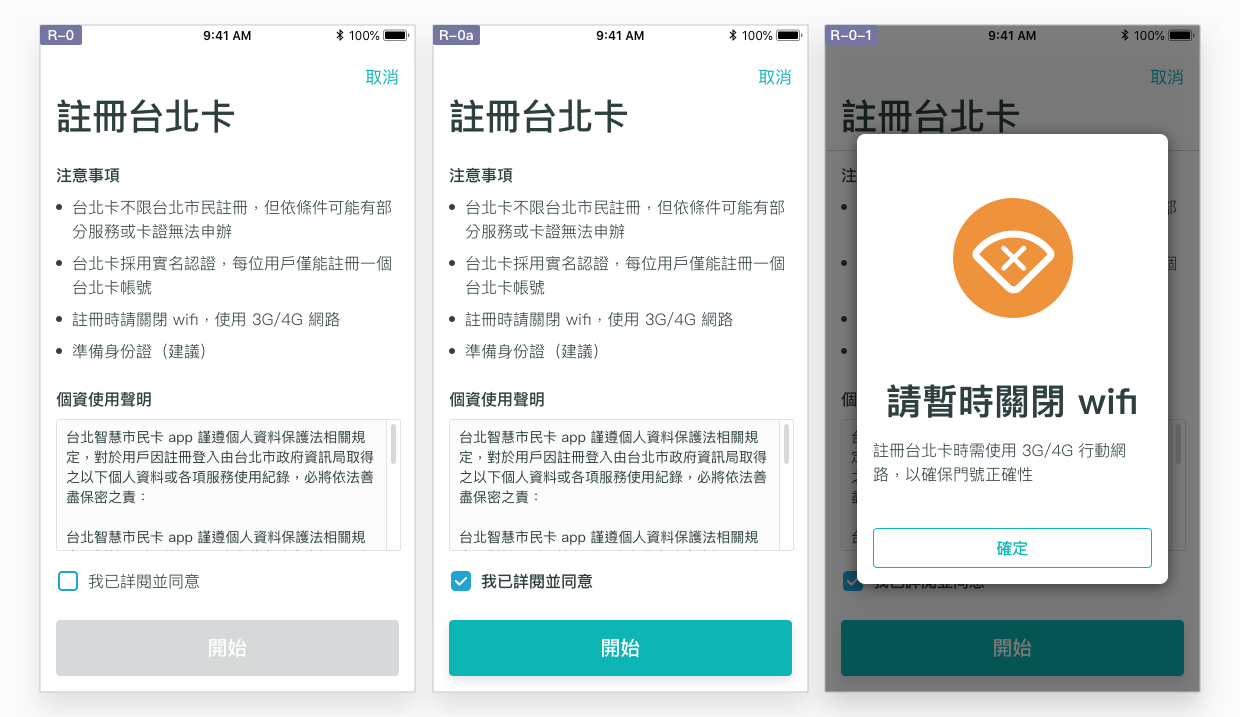 R-0
9:41 AM
100%
取消
註冊台北卡
注意事項
台北卡不限台北市民註冊，但依條件可能有部
分服務或卡證無法申辦
台北卡採用實名認證，每位用戶僅能註冊一個
台北卡帳號
註冊時請關閉 wifi，使用 3G/4G 網路
準備身份證（建議）
個資使用聲明
台北智慧市民卡 app 謹遵個人資料保護法相關規
定，對於用戶因註冊登入由台北市政府資訊局取得
之以下個人資料或各項服務使用紀錄，必將依法善
盡保密之責：
台北智慧市民卡 app 謹遵個人資料保護法相關規
我已詳閱並同意
開始
R-0a
9:41 AM
100%
取消
註冊台北卡
注意事項
台北卡不限台北市民註冊，但依條件可能有部
分服務或卡證無法申辦
台北卡採用實名認證，每位用戶僅能註冊一個
台北卡帳號
註冊時請關閉 wifi，使用 3G/4G 網路
準備身份證（建議）
個資使用聲明
台北智慧市民卡 app 謹遵個人資料保護法相關規
定，對於用戶因註冊登入由台北市政府資訊局取得
之以下個人資料或各項服務使用紀錄，必將依法善
盡保密之責：
台北智慧市民卡 app 謹遵個人資料保護法相關規
我已詳閱並同意
開始
R-0-1
9:41 AM
100%
取消
註冊台北卡
請暫時關閉 wifi
註冊台北卡時需使用 3G/4G 行動網
路，以確保門號正確性
確定
我已詳閱並同意
開始